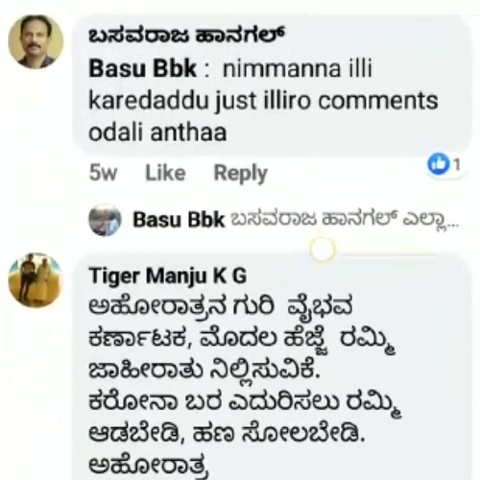 ಬಸವರಾಜ ಹಾನಗಲ್
Basu Bbk : nimmanna illi
karedaddu just illiro comments
odali anthaa
5w Like Reply 1
Basu Bbk ಬಸವರಾಜ ಹಾನಗಲ್ ಎಲ್ಲಾ...
Tiger Manju K G
ಅಹೋರಾತ್ರನ ಗುರಿ ವೈಭವ
ಕರ್ಣಾಟಕ, ಮೊದಲ ಹೆಜ್ಜೆ ರಮ್ಮಿ
ಜಾಹೀರಾತು ನಿಲ್ಲಿಸುವಿಕೆ.
ಕರೋನಾ ಬರ ಎದುರಿಸಲು ರಮ್ಮಿ
ಆಡಬೇಡಿ, ಹಣ ಸೋಲಬೇಡಿ.
ಅಹೋರಾತ್ರ